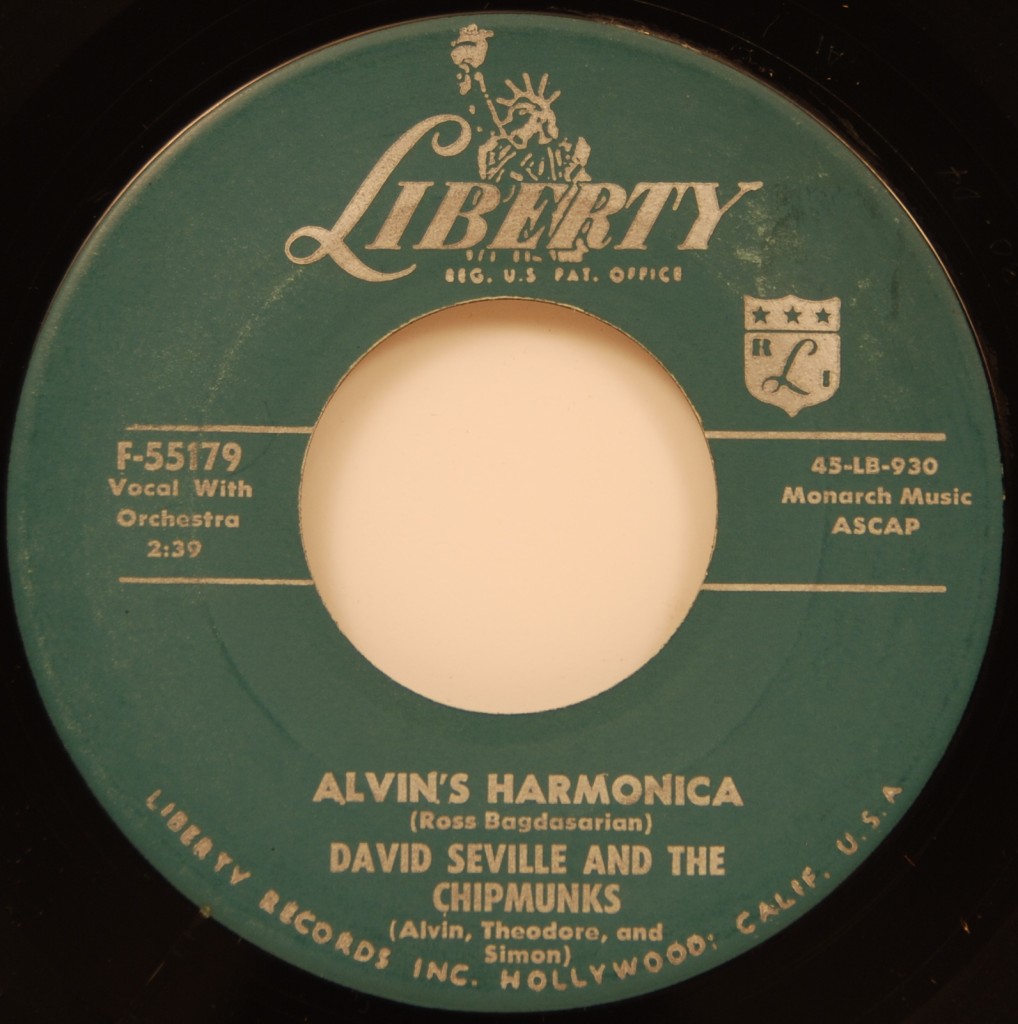 LIBERTY
REG. U.S PAT. OFFICE
R L I
F-55179
Vocal With
Orchestra
2:39
45-LB-930
Monarch Music
ASCAP
ALVIN'S HARMONICA
(Ross Bagdasarian)
DAVID SEVILLE AND THE
CHIPMUNKS
(Alvin, Theodore, and
Simon)
LIBERTY RECORDS INC. HOLLYWOOD; CALIF. U.S.A